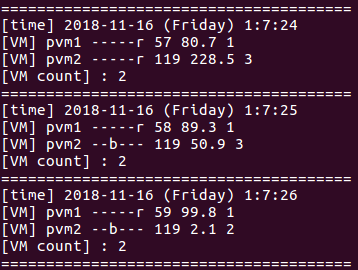 =======================================
[time] 2018-11-16 (Friday) 1:7:24
[VM] pvm1 -----r 57 80.7 1
[VM] pvm2 -----r 119 228.5 3
[VM count] : 2
=======================================
[time] 2018-11-16 (Friday) 1:7:25
[VM] pvm1 -----r 58 89.3 1
[VM] pvm2 --b--- 119 50.9 3
[VM count] : 2
=======================================
[time] 2018-11-16 (Friday) 1:7:26
[VM] pvm1 -----r 59 99.8 1
[VM] pvm2 --b--- 119 2.1 2
[VM count] : 2
=======================================